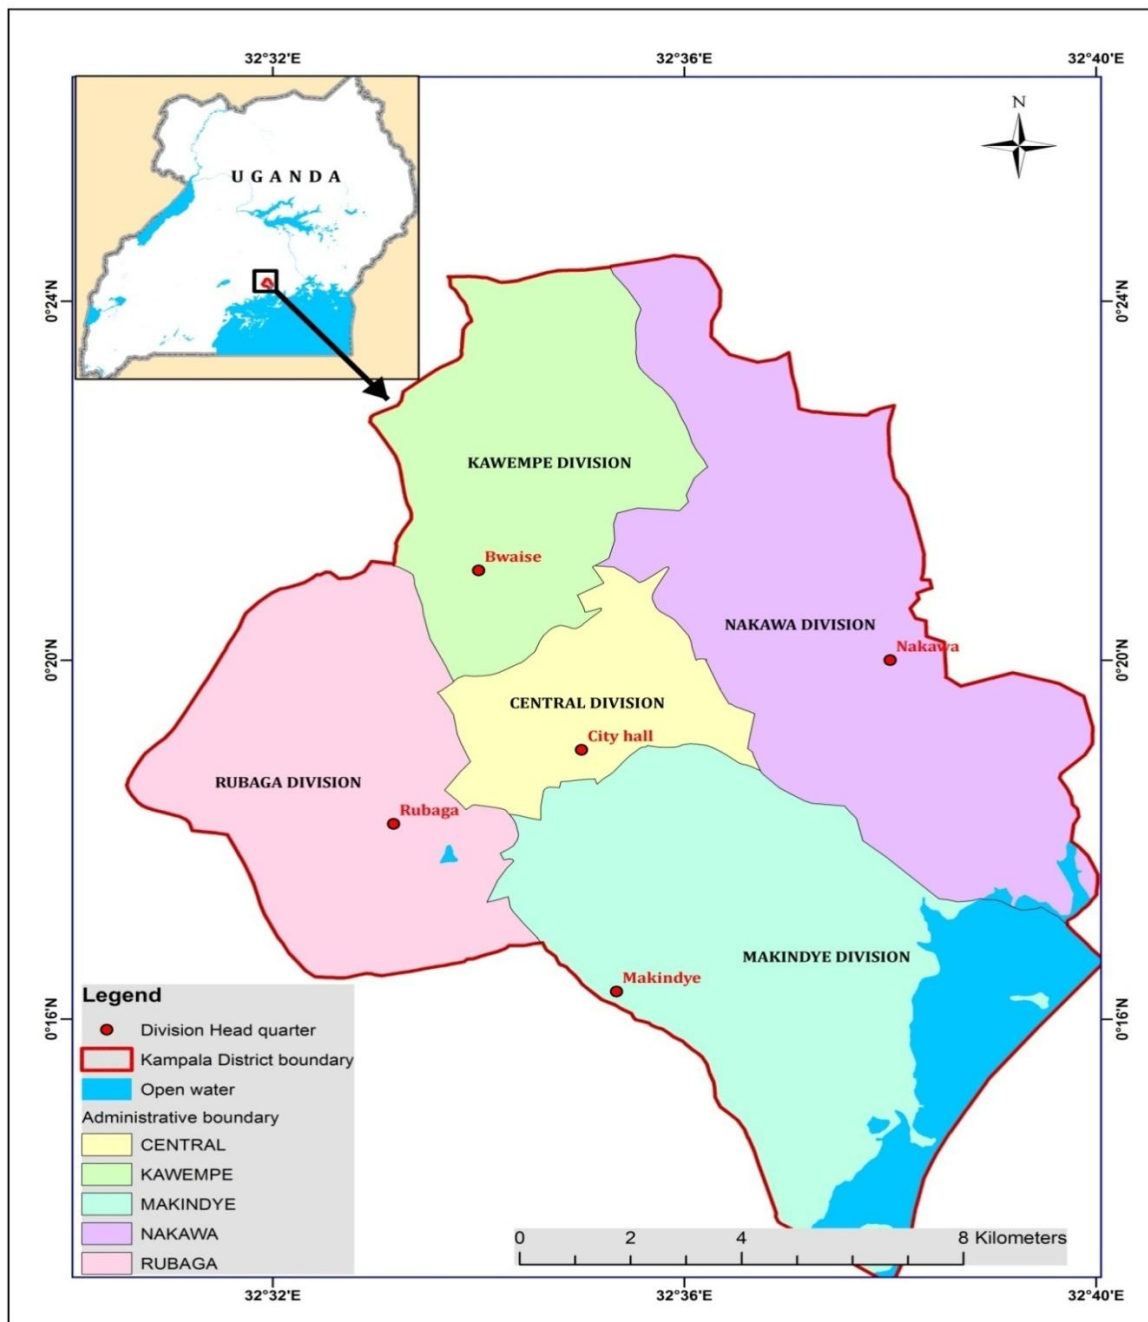 32°32'E
32°36'E
32°40'E
N
UGANDA
0°24'N
0°24'N
KAWEMPE DIVISION
Bwaise
NAKAWA DIVISION
Nakawa
0°20'N
0°20'N
CENTRAL DIVISION
City hall
RUBAGA DIVISION
Rubaga
MAKINDYE DIVISION
Makindye
0°16'N
0°16'N
Legend
Division Head quarter
Kampala District boundary
Open water
Administrative boundary
CENTRAL
KAWEMPE
MAKINDYE
NAKAWA
RUBAGA
0 2 4 8 Kilometers
32°32'E
32°36'E
32°40'E